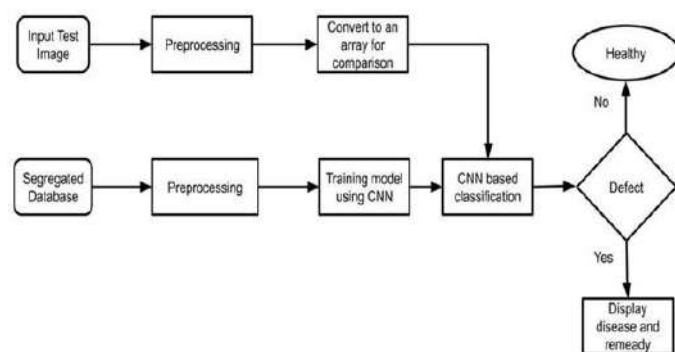 Input Test
Image
Preprocessing
Convert to an
array for
comparison
Healthy
No
Segregated
Database
Preprocessing
Training model
using CNN
CNN based
classification
Defect
Yes
Display
disease and
remeady